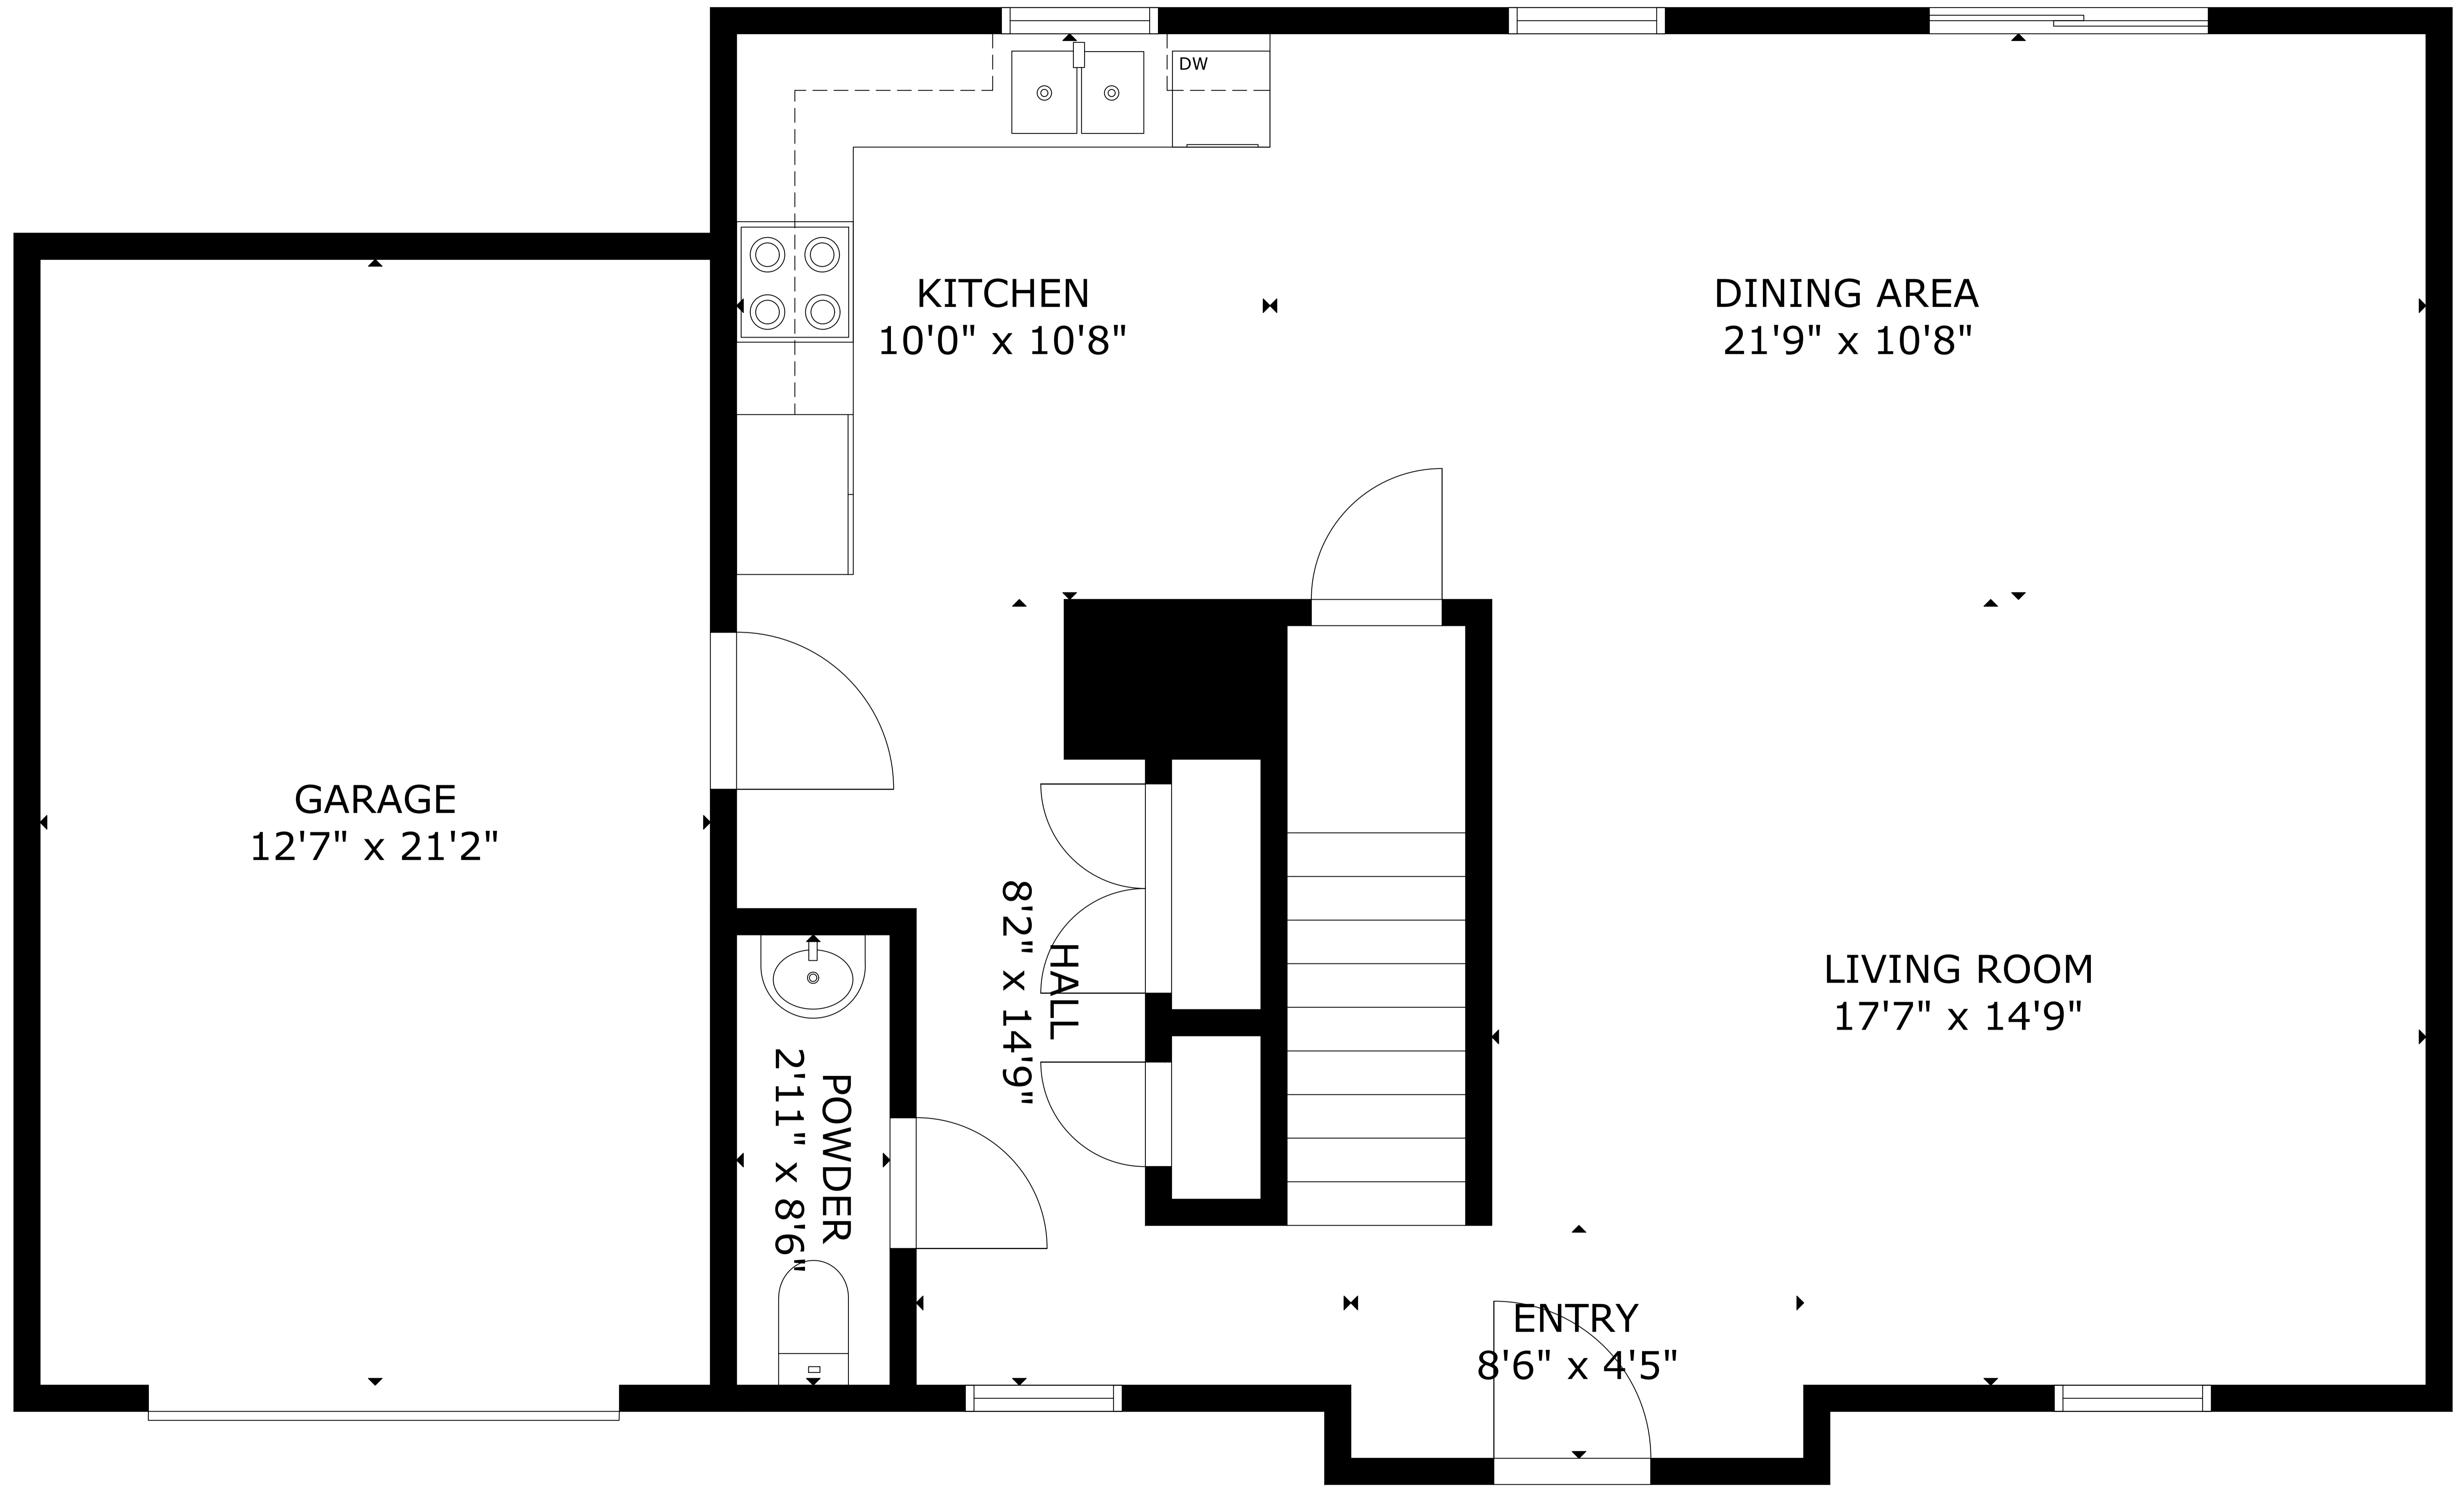 DW
KITCHEN
10'0" x 10'8"
DINING AREA
21'9" x 10'8"
GARAGE
12'7" x 21'2"
HALL
8'2" x 14'9"
LIVING ROOM
17'7" x 14'9"
POWDER
2'11" x 8'6"
ENTRY
8'6" x 4'5"